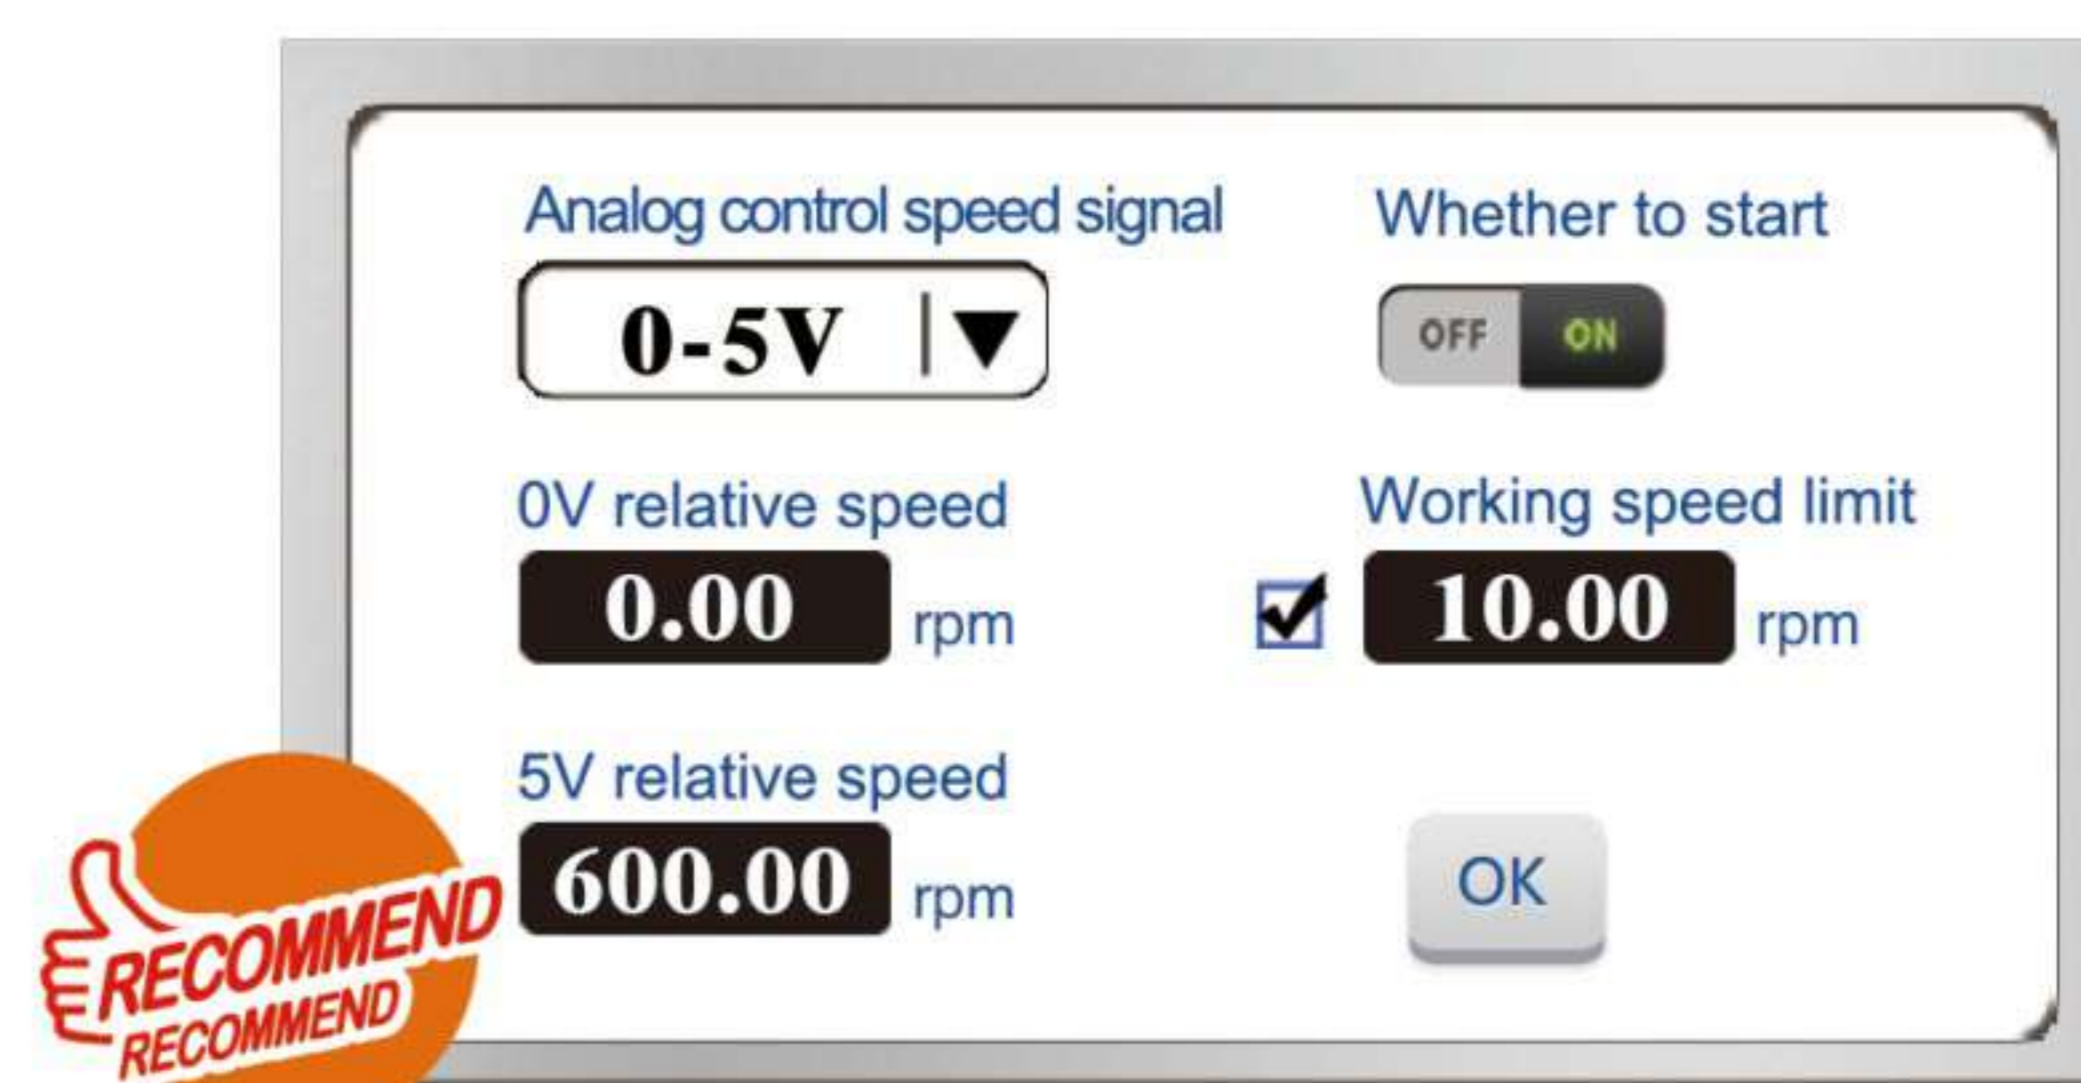 Analog control speed signal
Whether to start
0-5V
OFF ON
0V relative speed
Working speed limit
0.00 rpm
10.00 rpm
5V relative speed
600.00 rpm
OK
RECOMMEND
RECOMMEND